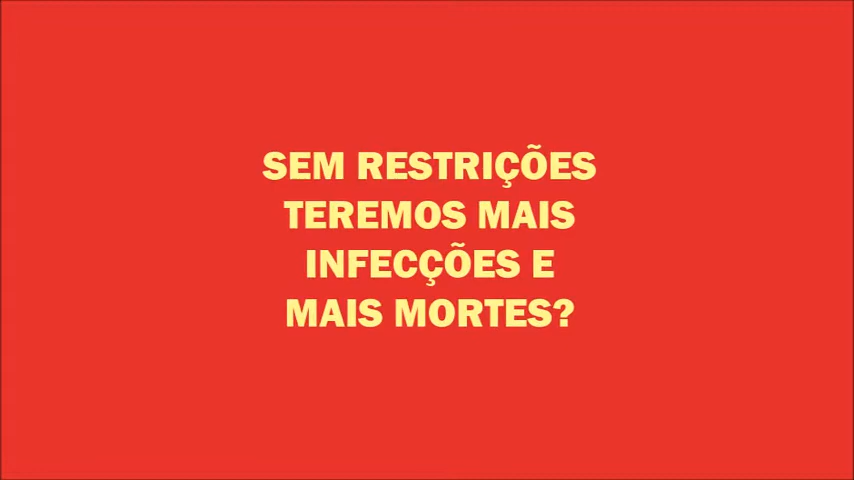 SEM RESTRIÇÕES
TEREMOS MAIS
INFECÇÕES E
MAIS MORTES?